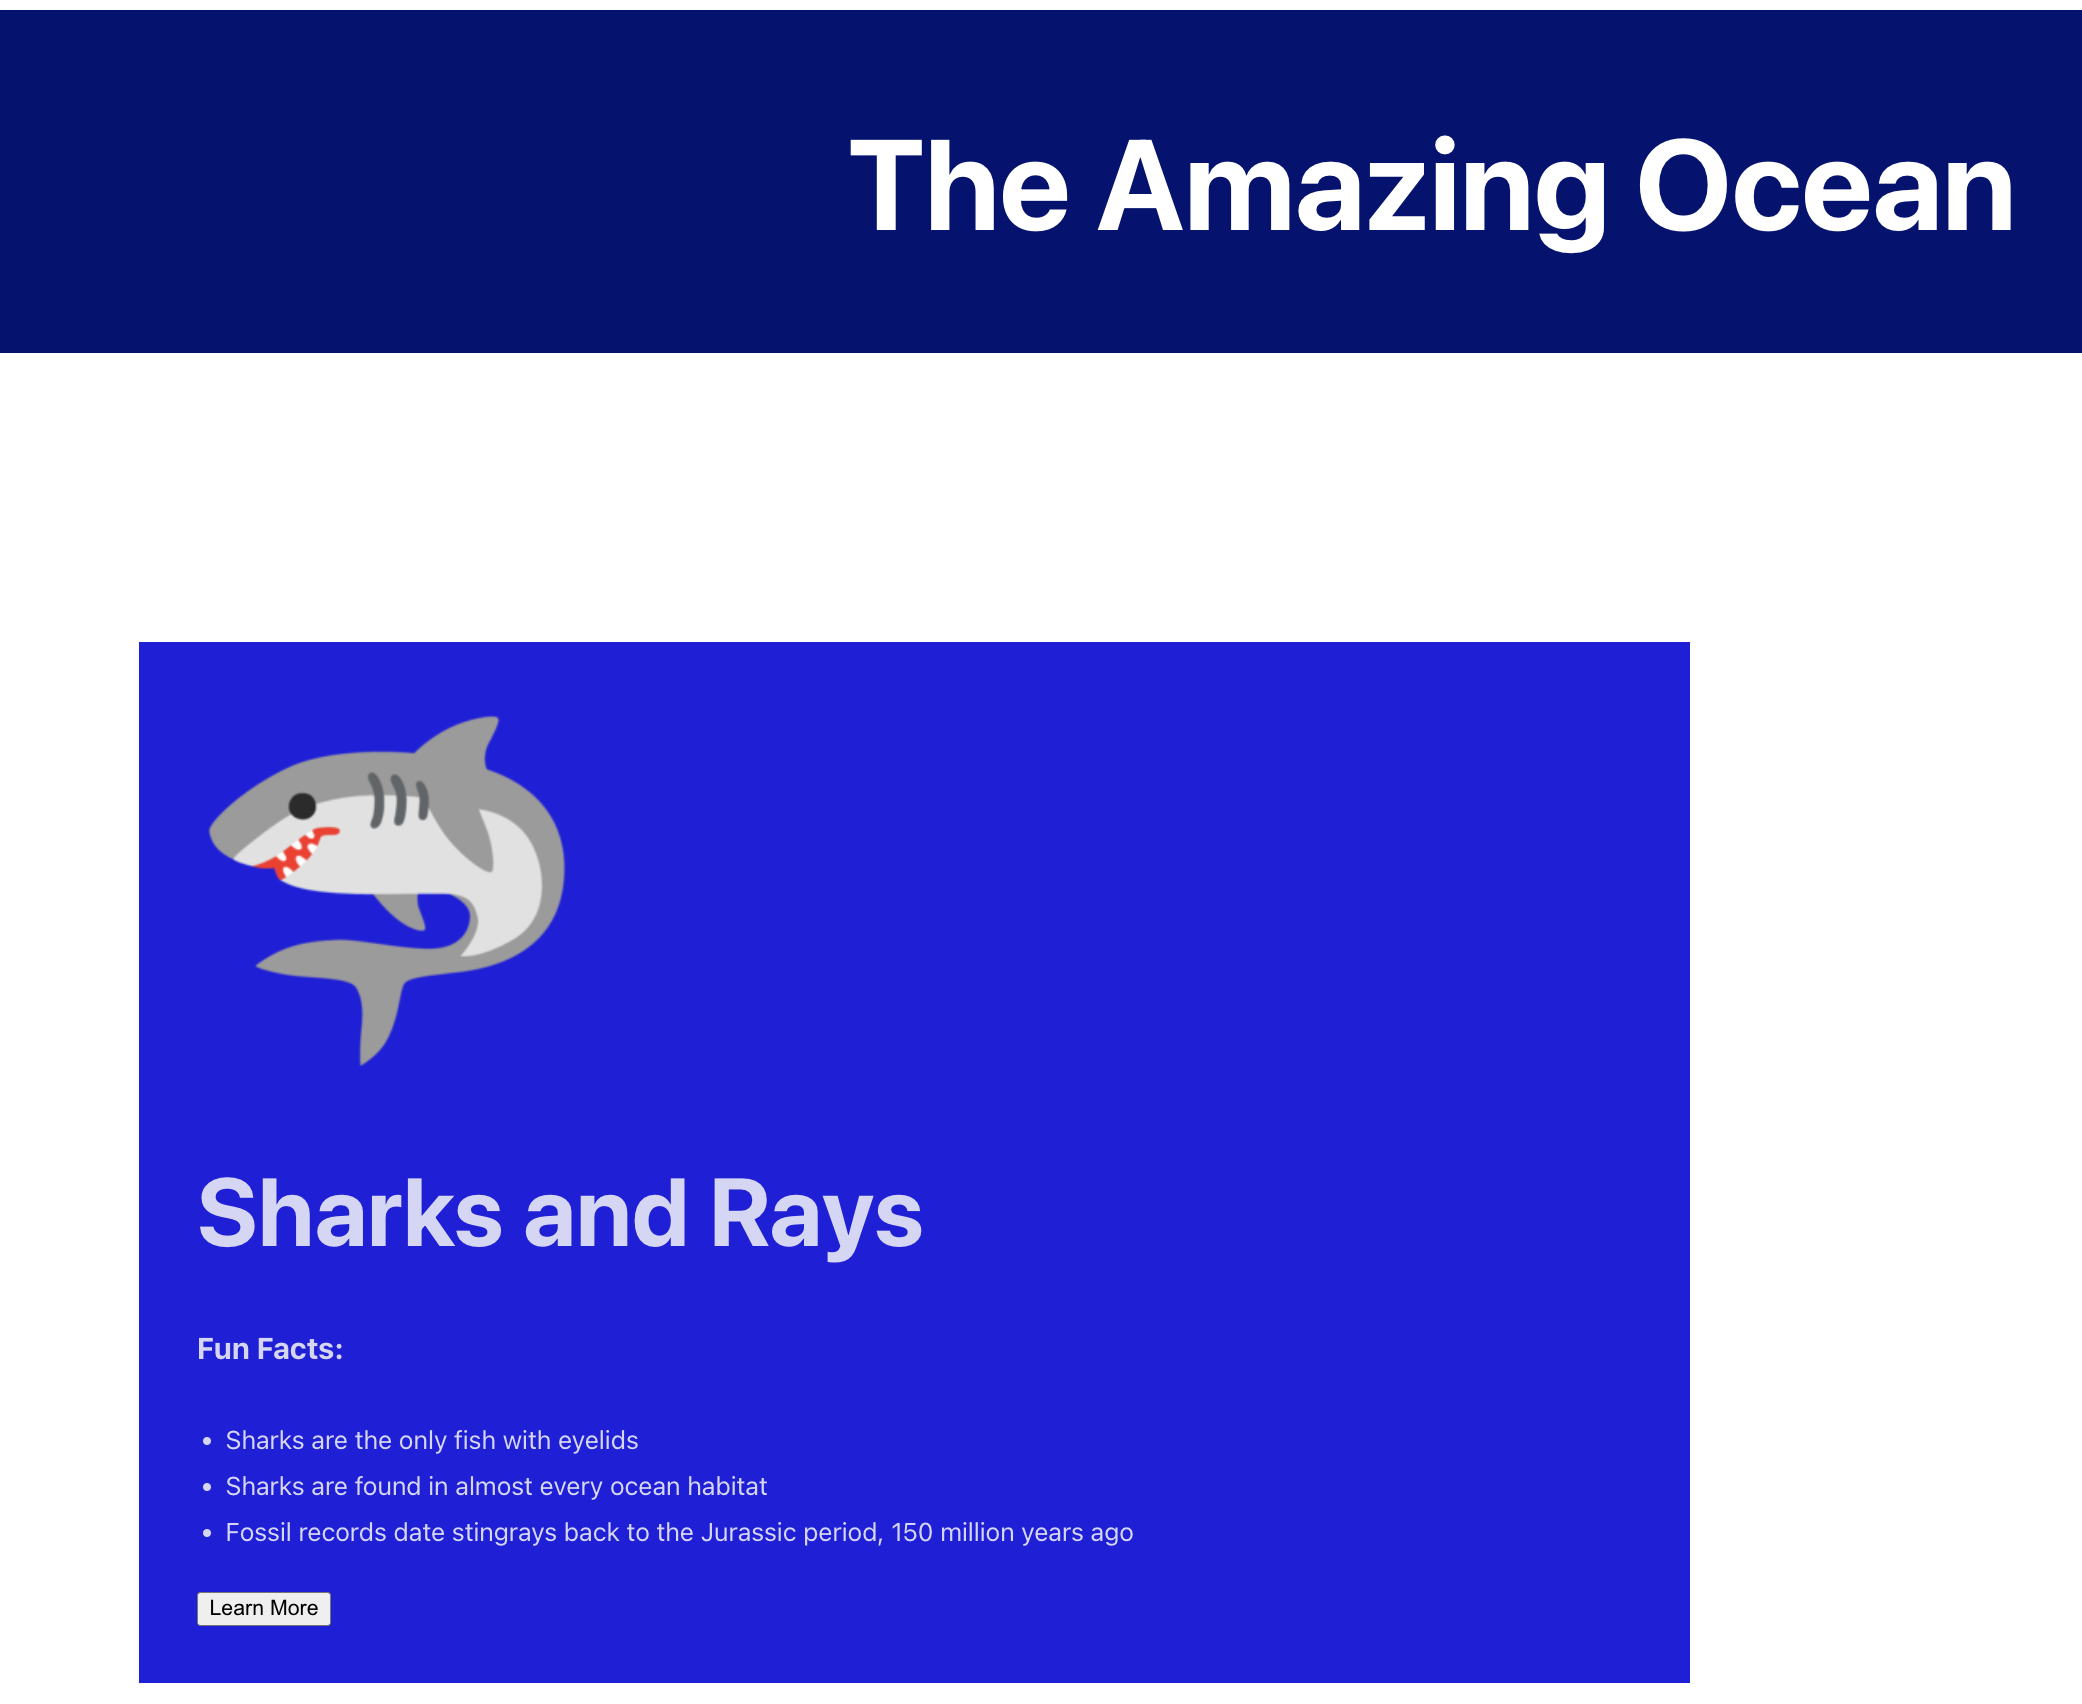 The Amazing Ocean
Sharks and Rays
Fun Facts:
Sharks are the only fish with eyelids
Sharks are found in almost every ocean habitat
Fossil records date stingrays back to the Jurassic period, 150 million years ago
Learn More